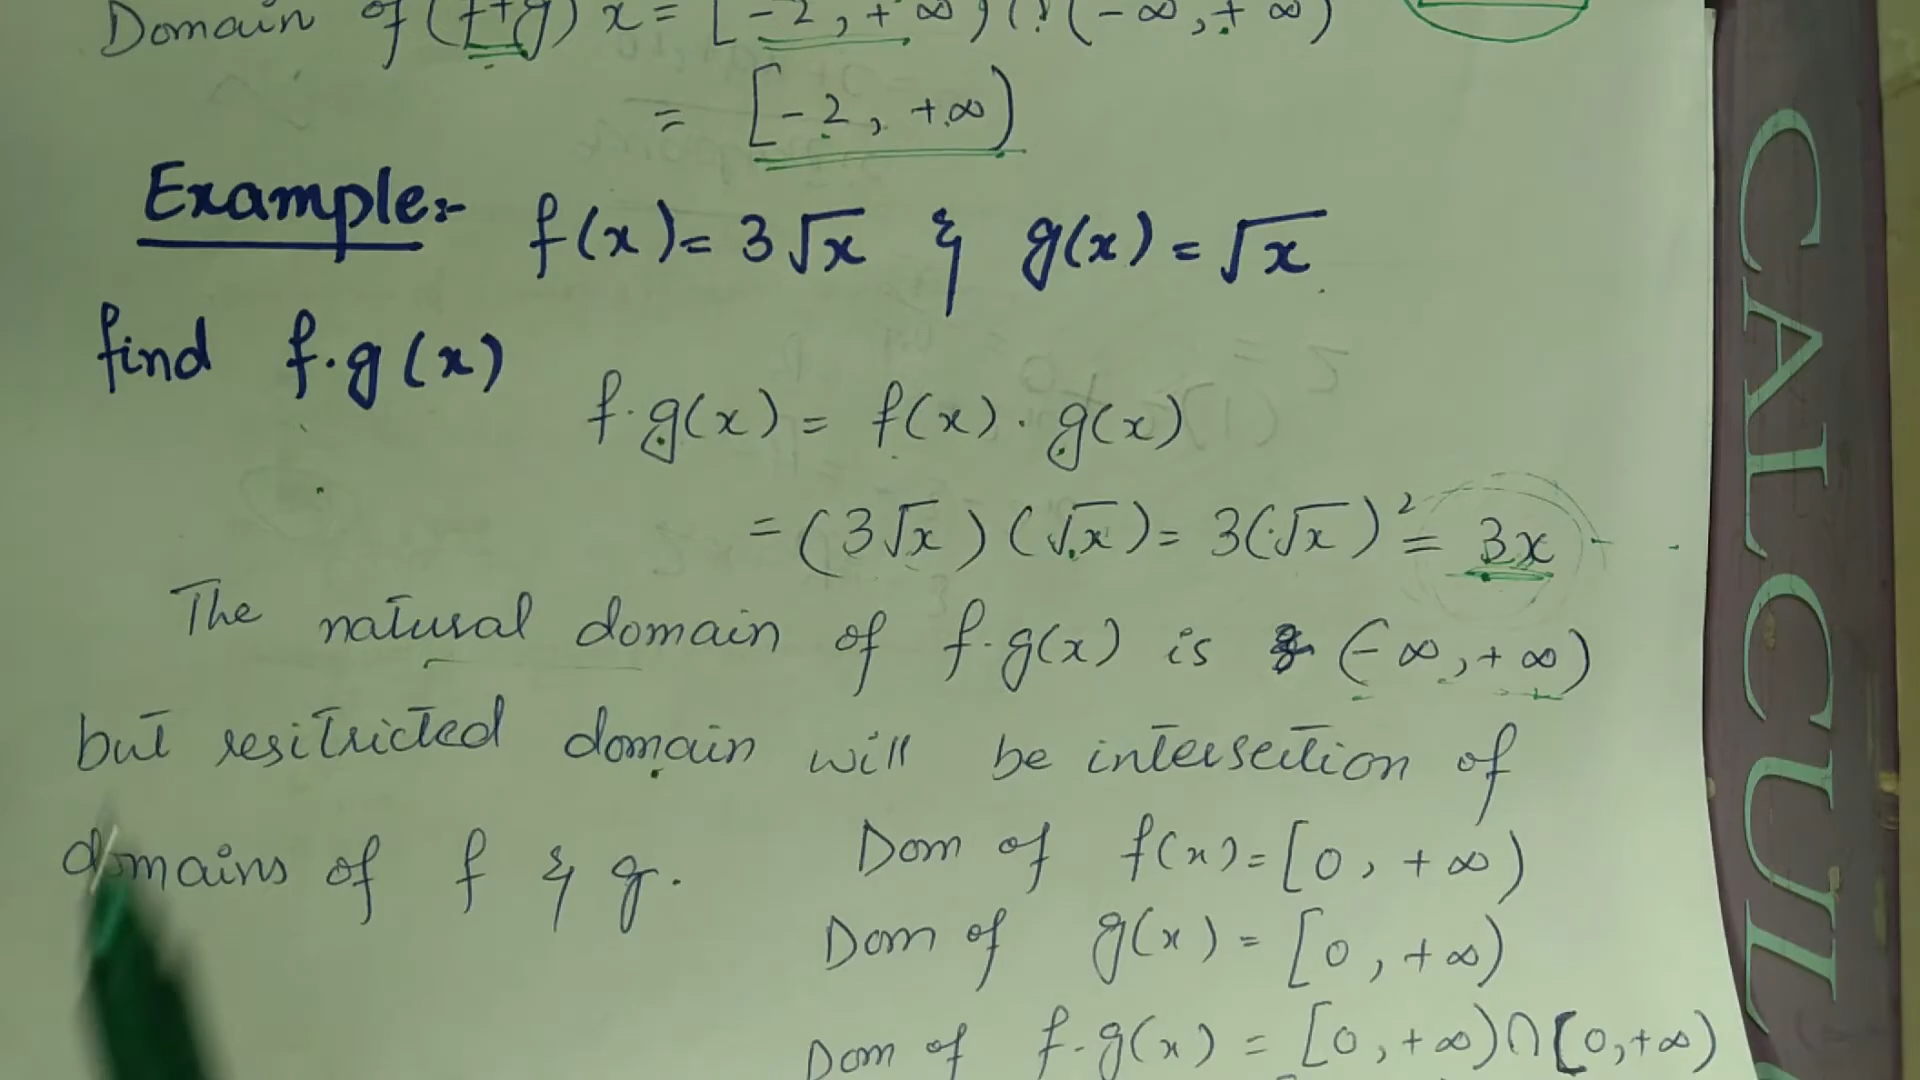 Domain of (f+g) x = [-2, +∞) ∩ (-∞, +∞)
= [-2, +∞)
Example:- f(x) = 3√x & g(x) = √x
find f.g(x)
f.g(x) = f(x) . g(x)
= (3√x) (√x) = 3(√x)² = 3x
The natural domain of f.g(x) is (-∞, +∞)
but resitricted domain will be intersection of
domains of f & g.
Dom of f(x) = [0, +∞)
Dom of g(x) = [0, +∞)
Dom of f.g(x) = [0, +∞) ∩ [0, +∞)
CALCUL